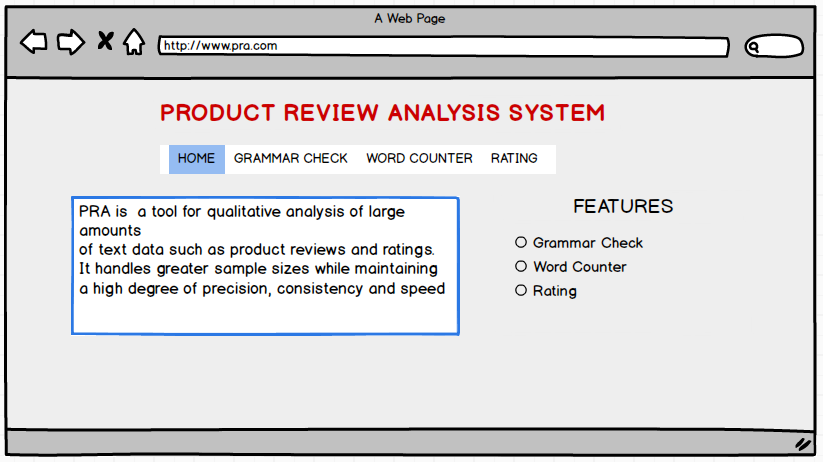 A Web Page
http://www.pra.com
PRODUCT REVIEW ANALYSIS SYSTEM
HOME GRAMMAR CHECK WORD COUNTER RATING
PRA is a tool for qualitative analysis of large
amounts
of text data such as product reviews and ratings.
It handles greater sample sizes while maintaining
a high degree of precision, consistency and speed
FEATURES
Grammar Check
Word Counter
Rating